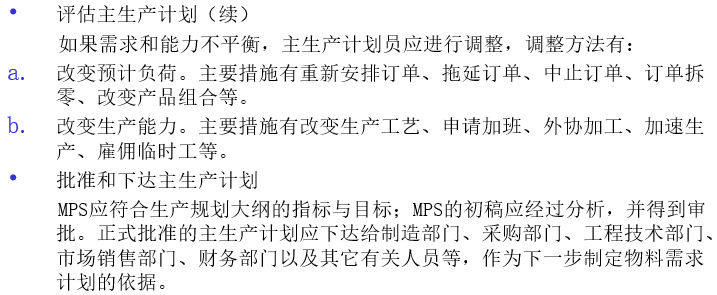 • 评估主生产计划（续）
如果需求和能力不平衡，主生产计划员应进行调整，调整方法有：
a. 改变预计负荷。主要措施有重新安排订单、拖延订单、中止订单、订单拆
零、改变产品组合等。
b. 改变生产能力。主要措施有改变生产工艺、申请加班、外协加工、加速生
产、雇佣临时工等。
• 批准和下达主生产计划
MPS应符合生产规划大纲的指标与目标；MPS的初稿应经过分析，并得到审
批。正式批准的主生产计划应下达给制造部门、采购部门、工程技术部门、
市场销售部门、财务部门以及其它有关人员等，作为下一步制定物料需求
计划的依据。